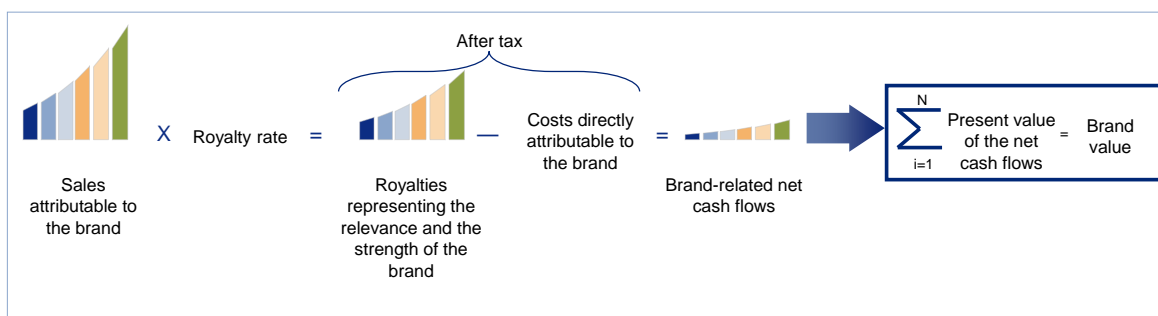 After tax
X
Royalty rate
=
—
Costs directly
attributable to
the brand
=
N
∑
i=1
Present value
of the net
cash flows
=
Brand
value
Sales
attributable to
the brand
Royalties
representing the
relevance and the
strength of the
brand
Brand-related net
cash flows